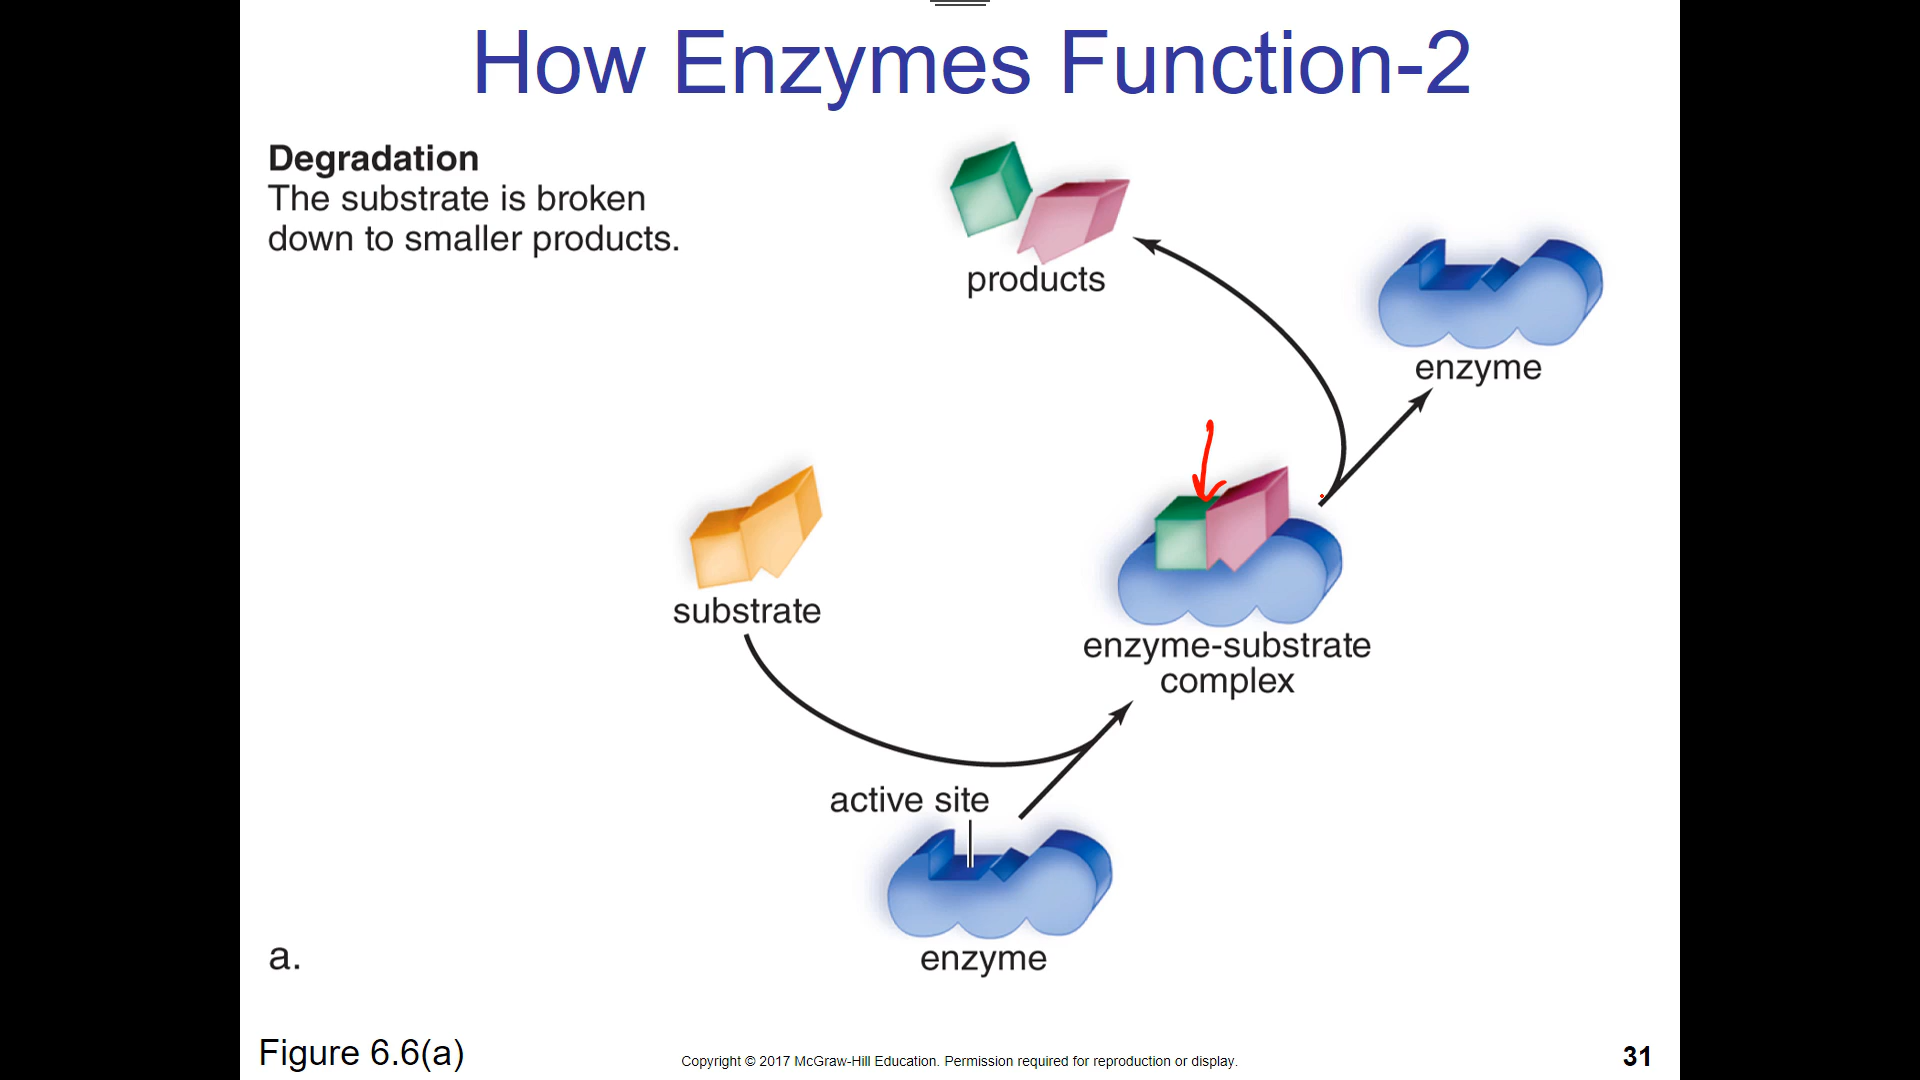 How Enzymes Function-2
Degradation
The substrate is broken
down to smaller products.
products
enzyme
substrate
enzyme-substrate
complex
active site
enzyme
a.
Figure 6.6(a)
Copyright © 2017 McGraw-Hill Education. Permission required for reproduction or display.
31